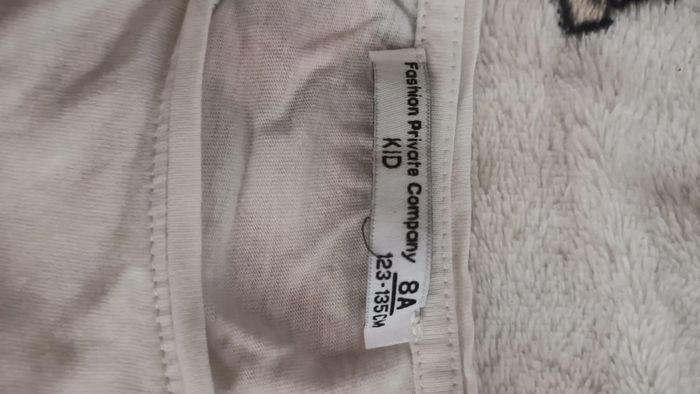 Fashion Private Company
KID
8A
123-135CM